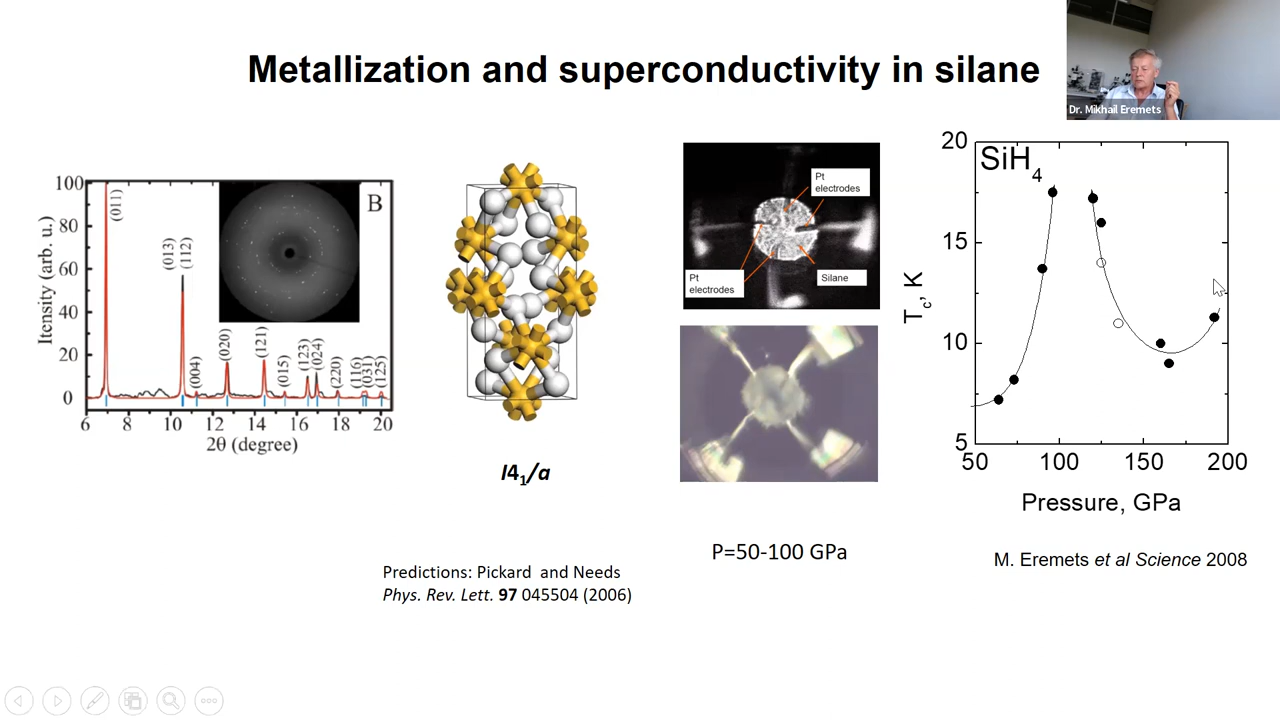 Metallization and superconductivity in silane
Dr. Mikhail Eremets
Itensity (arb. u.)
100
80
60
40
20
0
(011)
(013)
(112)
(004)
(020)
(121)
(015)
(123)
(024)
(220)
(116)
(031)
(125)
B
6 8 10 12 14 16 18 20
2θ (degree)
I4₁/a
Predictions: Pickard and Needs
Phys. Rev. Lett. 97 045504 (2006)
Pt
electrodes
Pt
electrodes
Silane
P=50-100 GPa
SiH₄
T_c, K
20
15
10
5
50 100 150 200
Pressure, GPa
M. Eremets et al Science 2008